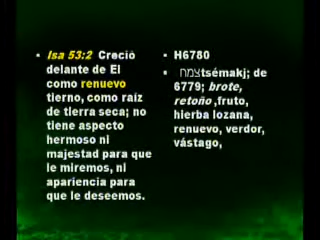 Isa 53:2 Creció
delante de El
como renuevo
tierno, como raíz
de tierra seca; no
tiene aspecto
hermoso ni
majestad para que
le miremos, ni
apariencia para
que le deseemos.
H6780
צמח tsémakj; de
6779; brote,
retoño ,fruto,
hierba lozana,
renuevo, verdor,
vástago,